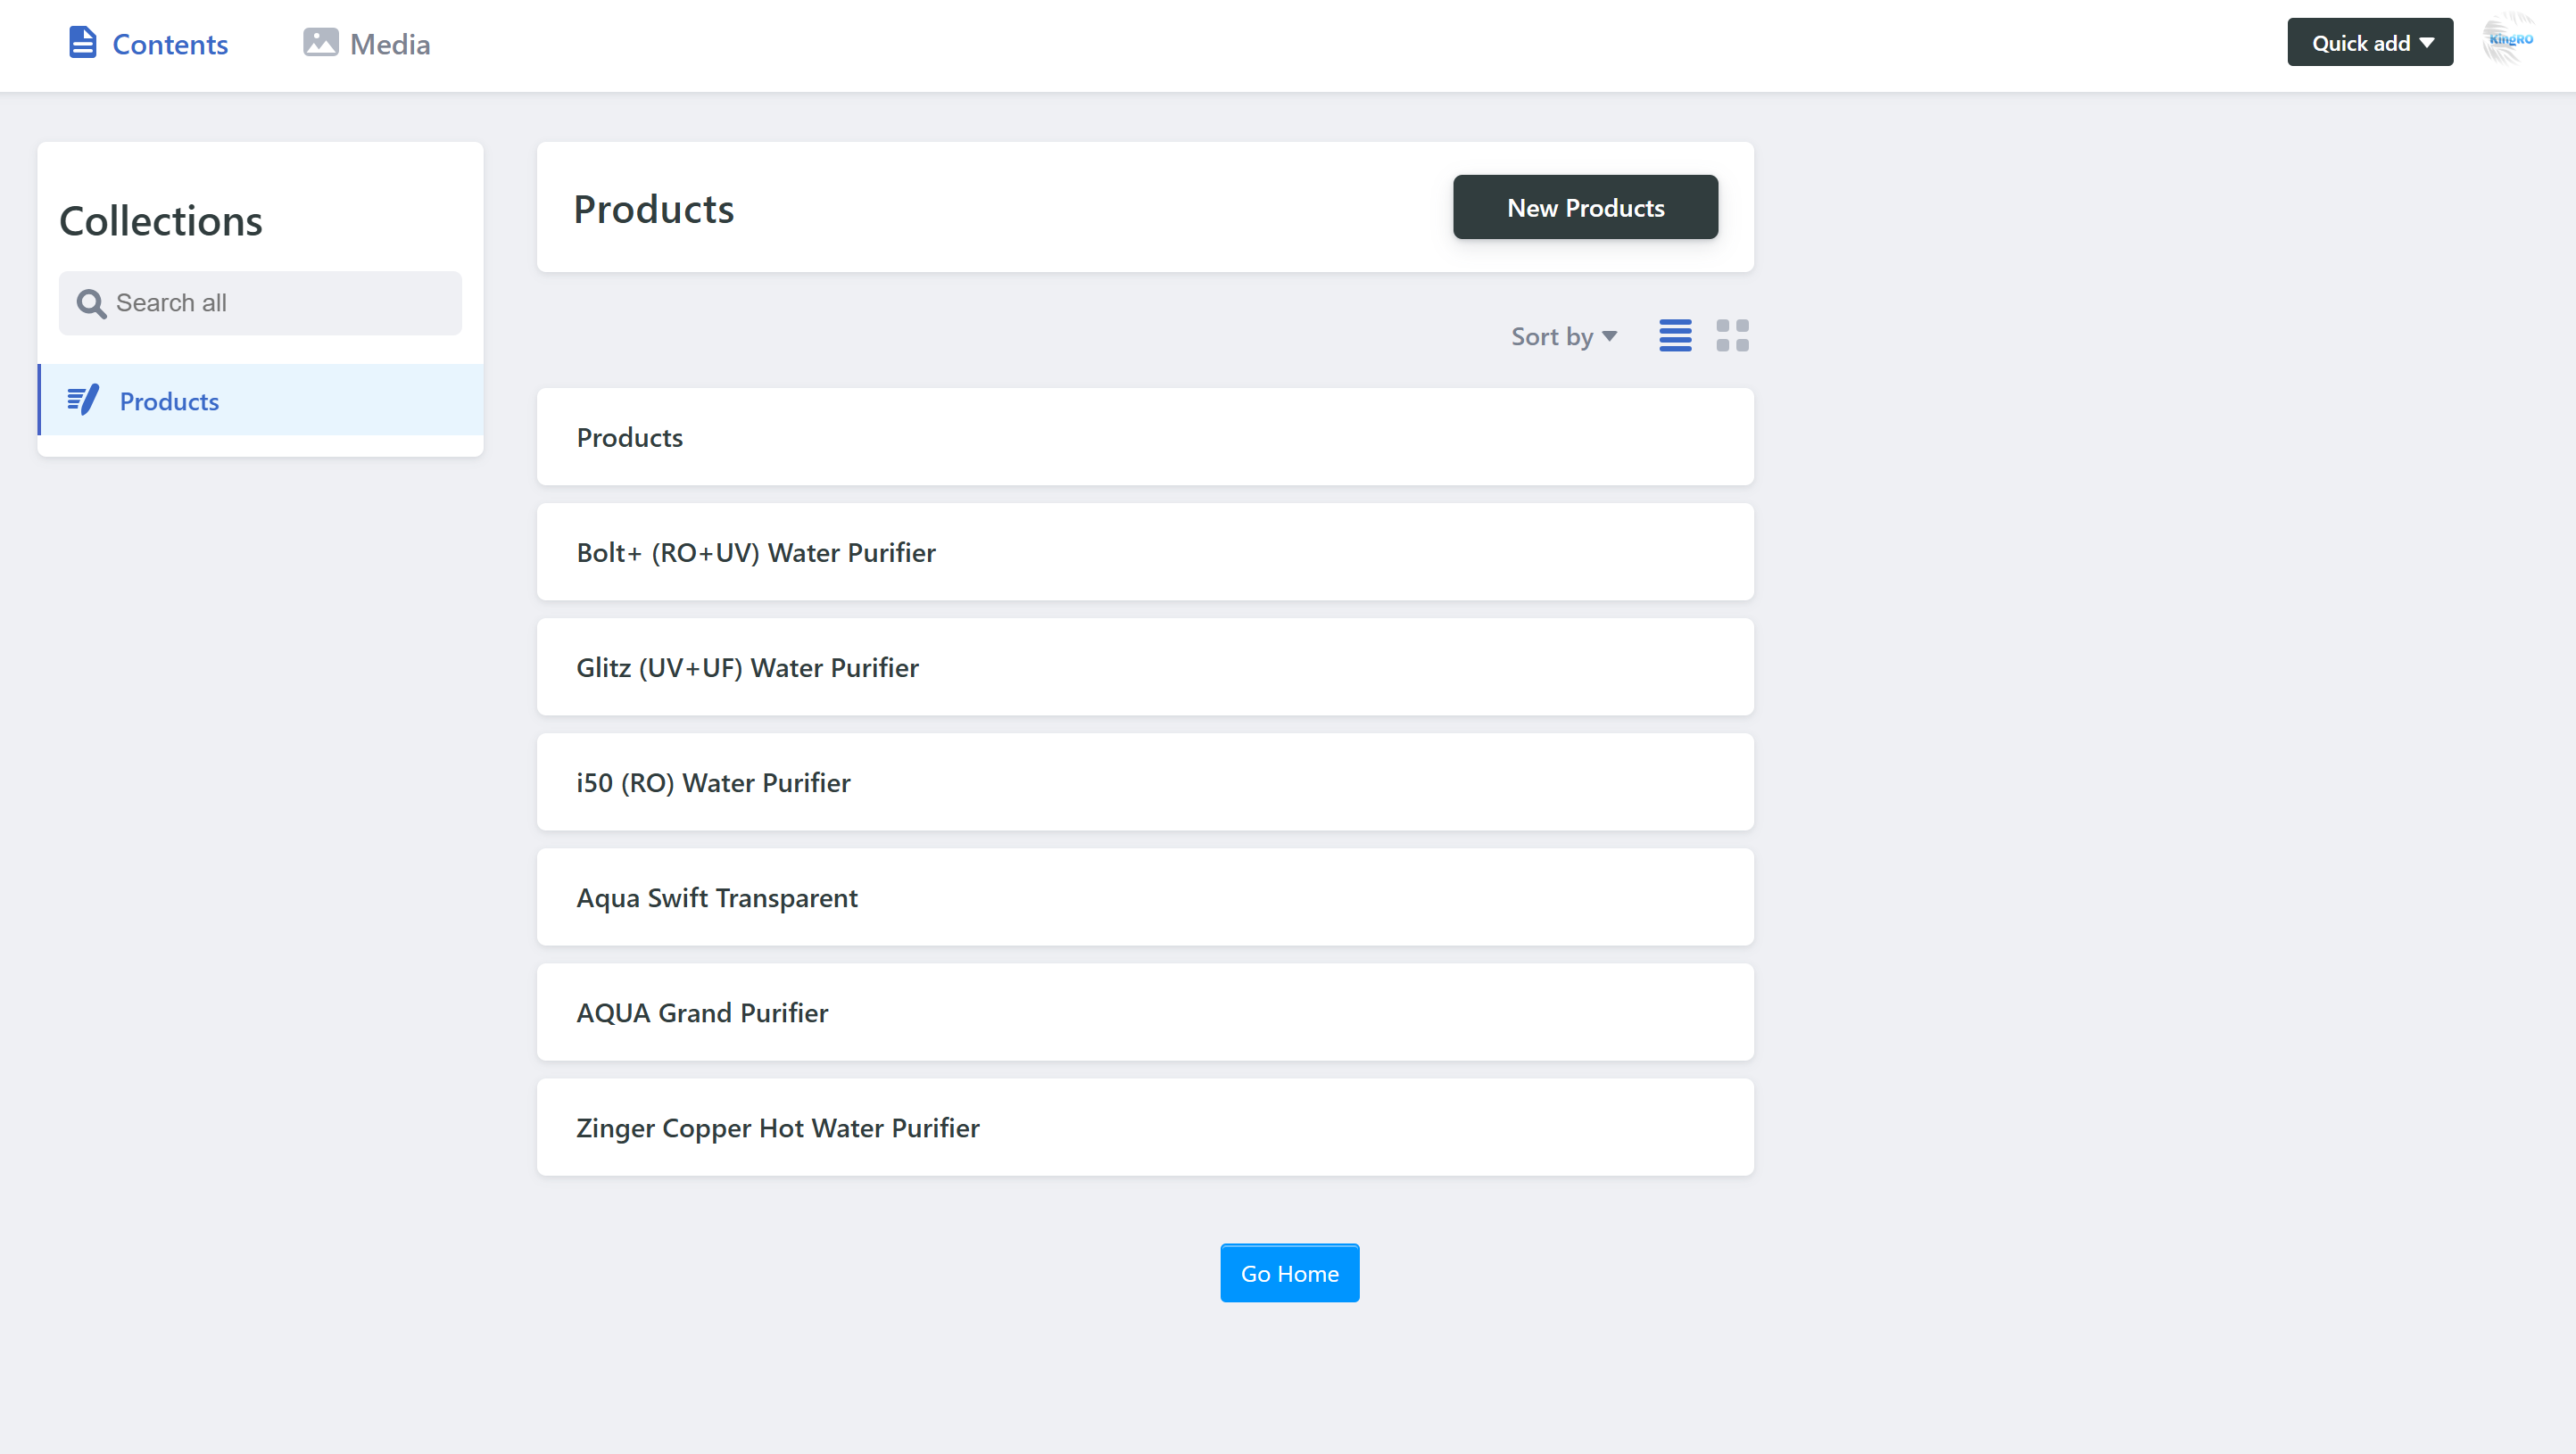 Contents
Media
Quick add
KingRO
Collections
Search all
Products
Products
New Products
Sort by
Products
Bolt+ (RO+UV) Water Purifier
Glitz (UV+UF) Water Purifier
i50 (RO) Water Purifier
Aqua Swift Transparent
AQUA Grand Purifier
Zinger Copper Hot Water Purifier
Go Home